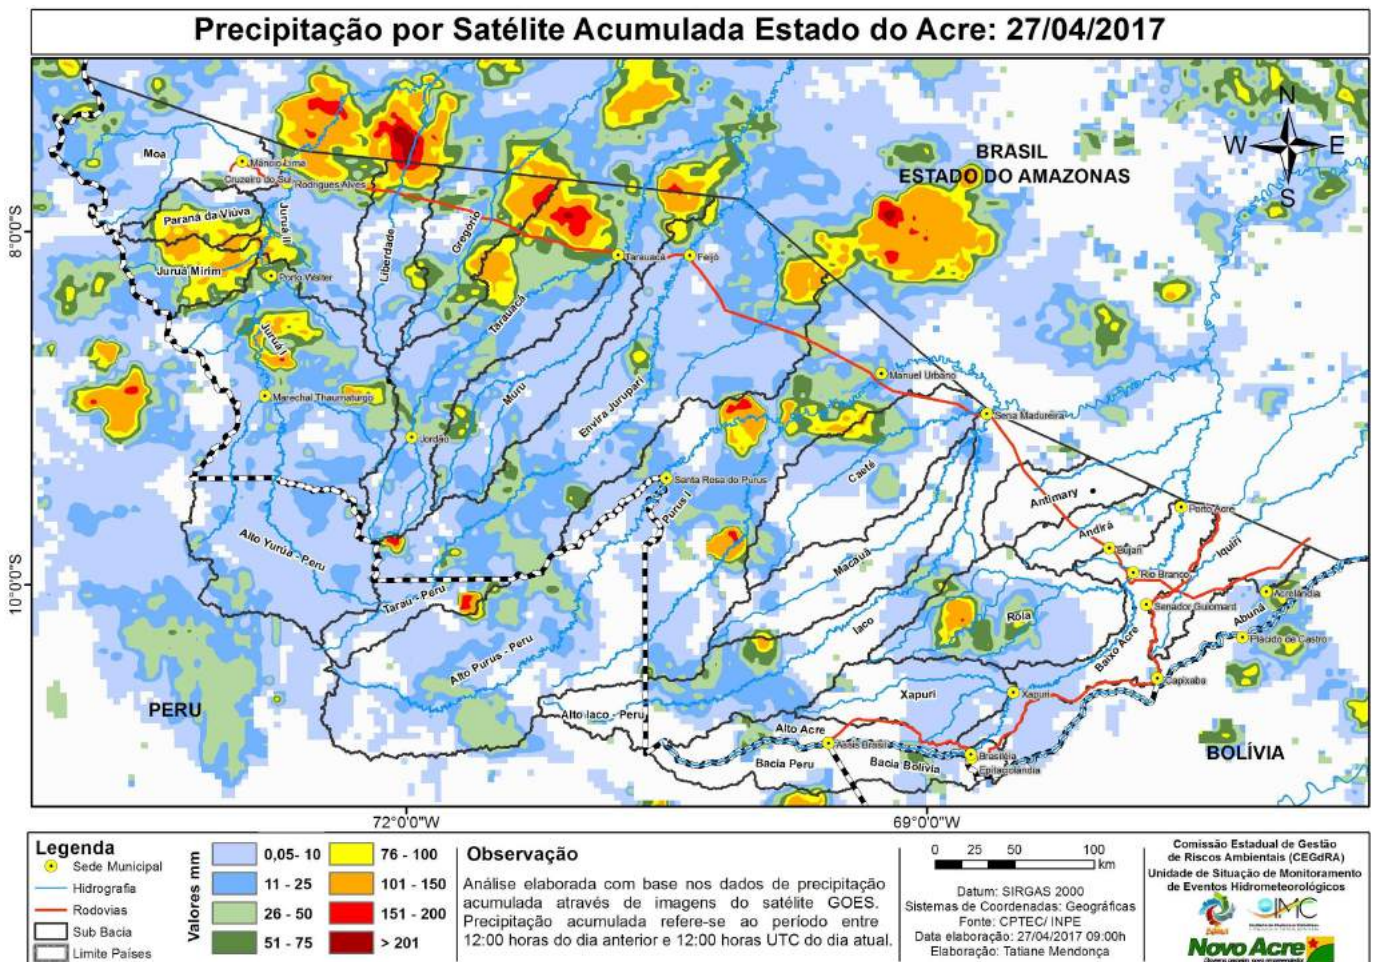 Precipitação por Satélite Acumulada Estado do Acre: 27/04/2017
N
W
E
S
BRASIL
ESTADO DO AMAZONAS
Moa
Mâncio Lima
Cruzeiro do Sul
Rodrigues Alves
Paraná da Viúva
Juruá II
Liberdade
Gregório
8°0'0"S
Tarauacá
Feijó
Juruá Mirim
Porto Walter
Tarauacá
Juruá I
Manuel Urbano
Marechal Thaumaturgo
Muru
Envira Jurupari
Sena Madureira
Jordão
Caeté
Santa Rosa do Purus
Purus I
Antimary
Porto Acre
Andirá
Iquiri
Alto Yurúa - Peru
Bujari
Macauã
Rio Branco
10°0'0"S
Tarau - Peru
Acrelândia
Senador Guiomard
Rôla
Abunã
Iaco
Plácido de Castro
Baixo Acre
Alto Purus - Peru
Capixaba
Xapuri
Xapuri
PERU
Alto Iaco - Peru
Alto Acre
Assis Brasil
BOLÍVIA
Brasiléia
Bacia Peru
Bacia Bolívia
Epitaciolândia
72°0'0"W
69°0'0"W
Legenda
Sede Municipal
Hidrografia
Rodovias
Sub Bacia
Limite Países
Valores mm
0,05- 10
11 - 25
26 - 50
51 - 75
76 - 100
101 - 150
151 - 200
> 201
Observação
Análise elaborada com base nos dados de precipitação
acumulada através de imagens do satélite GOES.
Precipitação acumulada refere-se ao período entre
12:00 horas do dia anterior e 12:00 horas UTC do dia atual.
0 25 50 100
km
Datum: SIRGAS 2000
Sistemas de Coordenadas: Geográficas
Fonte: CPTEC/ INPE
Data elaboração: 27/04/2017 09:00h
Elaboração: Tatiane Mendonça
Comissão Estadual de Gestão
de Riscos Ambientais (CEGdRA)
Unidade de Situação de Monitoramento
de Eventos Hidrometeorológicos
IMC
Novo Acre